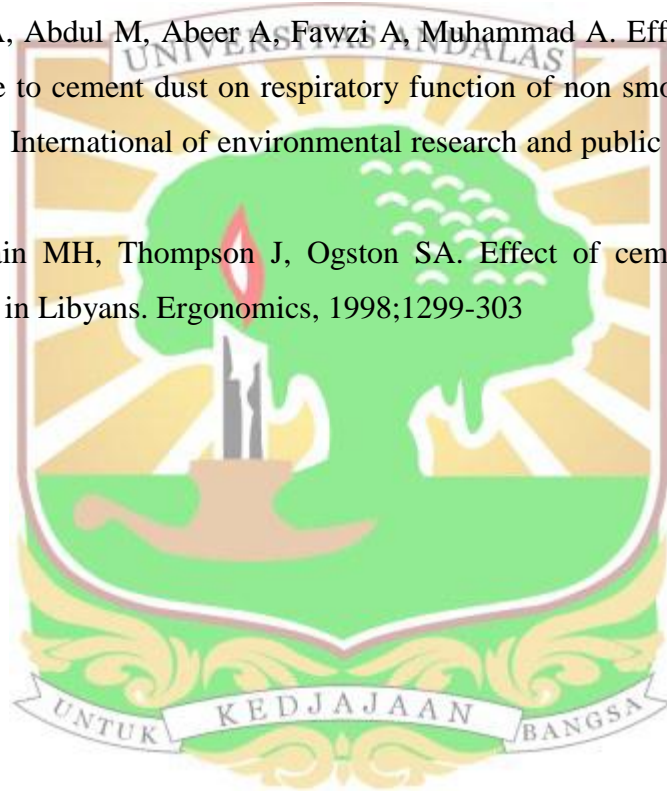 A, Abdul M, Abeer A, Fawzi A, Muhammad A. Eff
UNIVERSITAS ANDALAS
e to cement dust on respiratory function of non smo
International of environmental research and public
ain MH, Thompson J, Ogston SA. Effect of cem
in Libyans. Ergonomics, 1998;1299-303
UNTUK KEDJAJAAN BANGSA